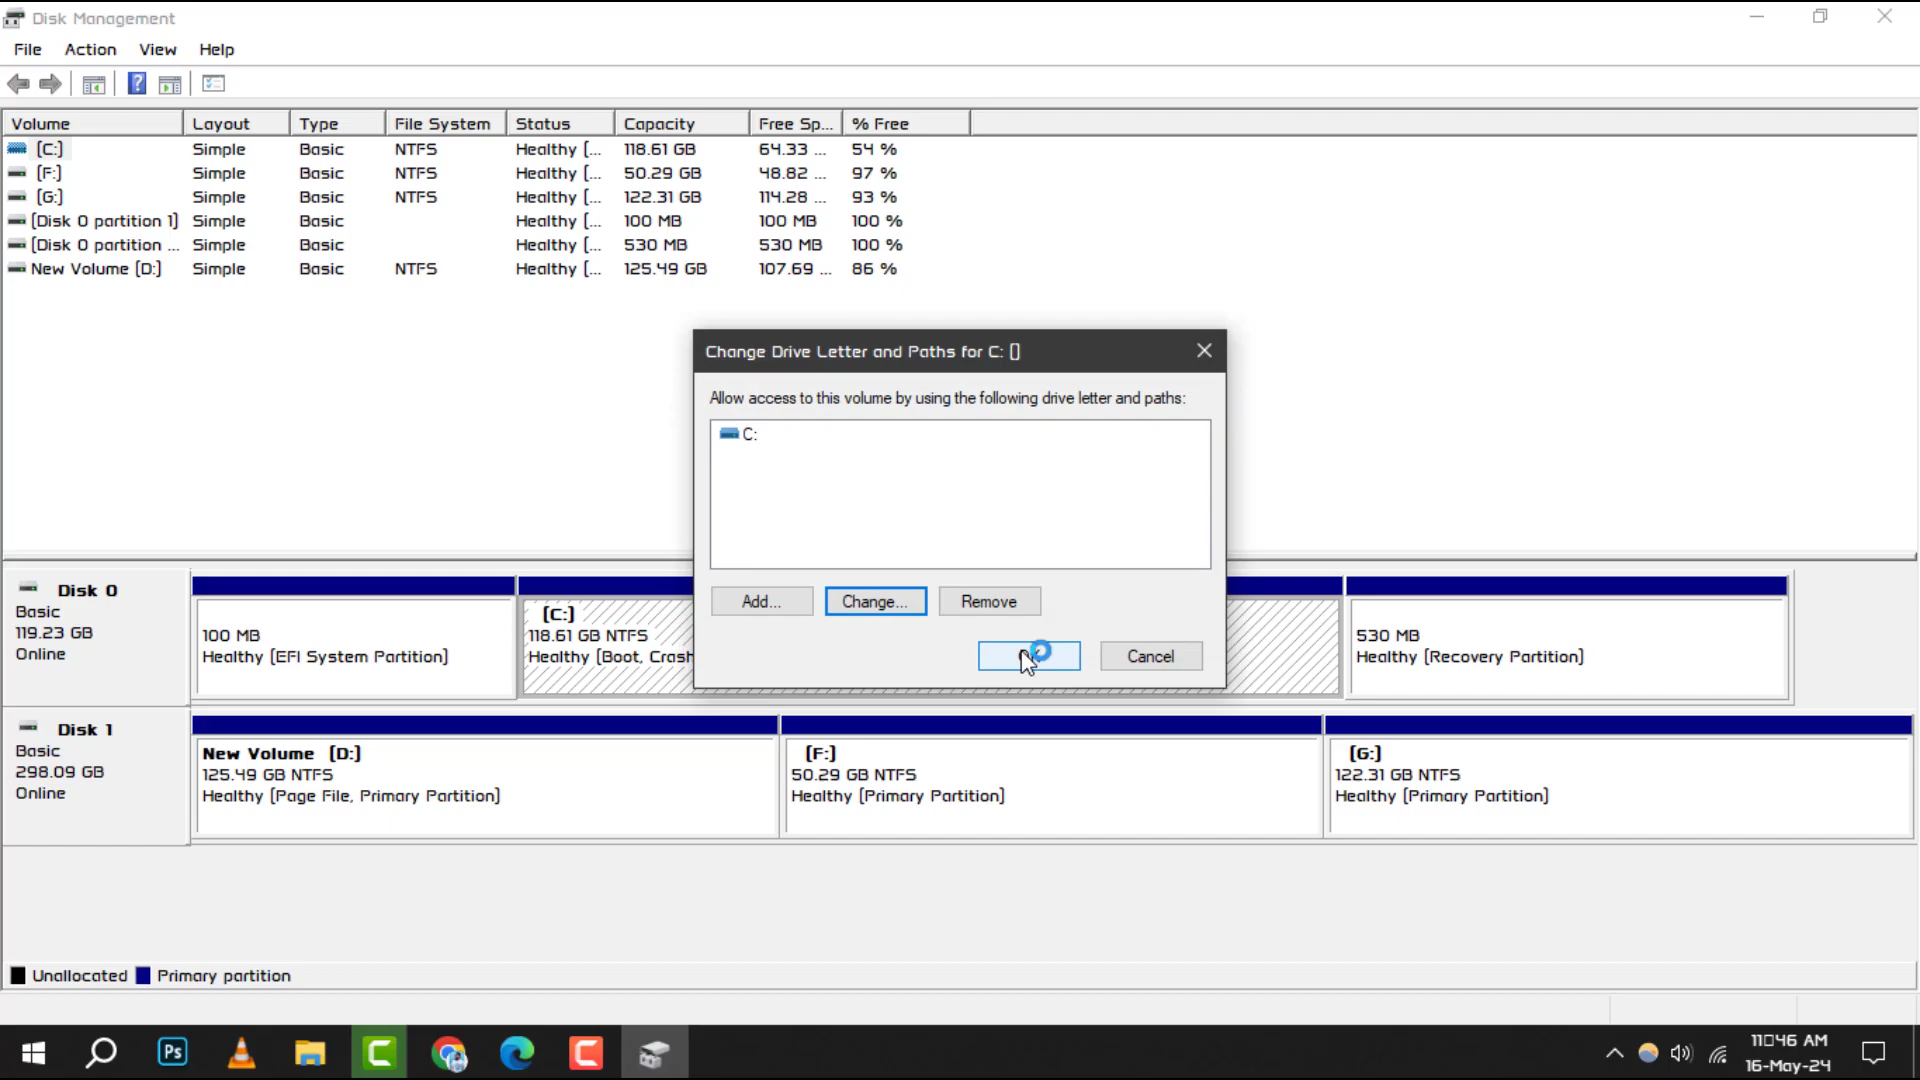 Disk Management
File Action View Help
Volume Layout Type File System Status Capacity Free Sp... % Free
(C:) Simple Basic NTFS Healthy (... 118.61 GB 64.33 ... 54 %
(F:) Simple Basic NTFS Healthy (... 50.29 GB 48.82 ... 97 %
(G:) Simple Basic NTFS Healthy (... 122.31 GB 114.28 ... 93 %
(Disk 0 partition 1) Simple Basic Healthy (... 100 MB 100 MB 100 %
(Disk 0 partition ... Simple Basic Healthy (... 530 MB 530 MB 100 %
New Volume (D:) Simple Basic NTFS Healthy (... 125.49 GB 107.69 ... 86 %
Change Drive Letter and Paths for C: ()
Allow access to this volume by using the following drive letter and paths:
C:
Add... Change... Remove
Cancel
Disk 0
Basic
119.23 GB
Online
100 MB
Healthy (EFI System Partition)
(C:)
118.61 GB NTFS
Healthy (Boot, Crash
530 MB
Healthy (Recovery Partition)
Disk 1
Basic
298.09 GB
Online
New Volume (D:)
125.49 GB NTFS
Healthy (Page File, Primary Partition)
(F:)
50.29 GB NTFS
Healthy (Primary Partition)
(G:)
122.31 GB NTFS
Healthy (Primary Partition)
Unallocated Primary partition
Ps
11□46 AM
16-May-24